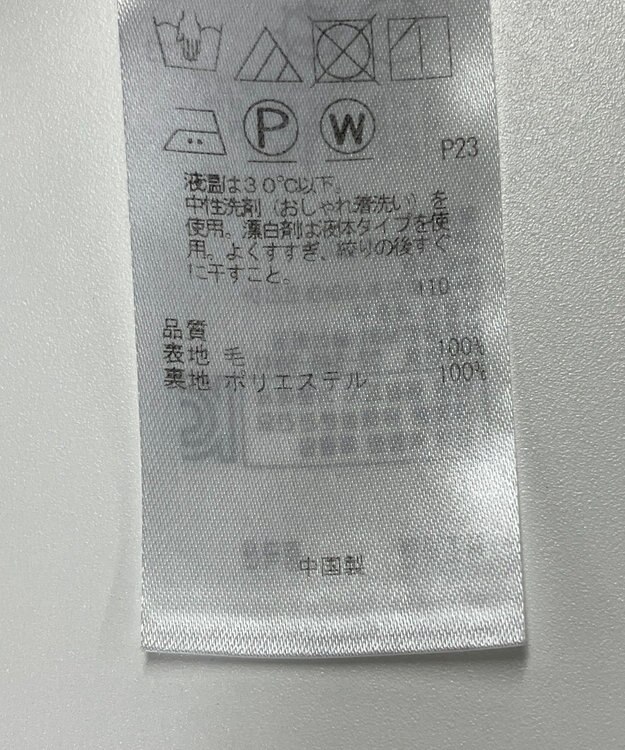 P
W
P23
液温は30℃以下。
中性洗剤（おしゃれ着洗い）を
使用。漂白剤は液体タイプを使
用。よくすすぎ、絞りの後すぐ
に干すこと。
110
品質
表地 毛 100%
裏地 ポリエステル 100%
中国製